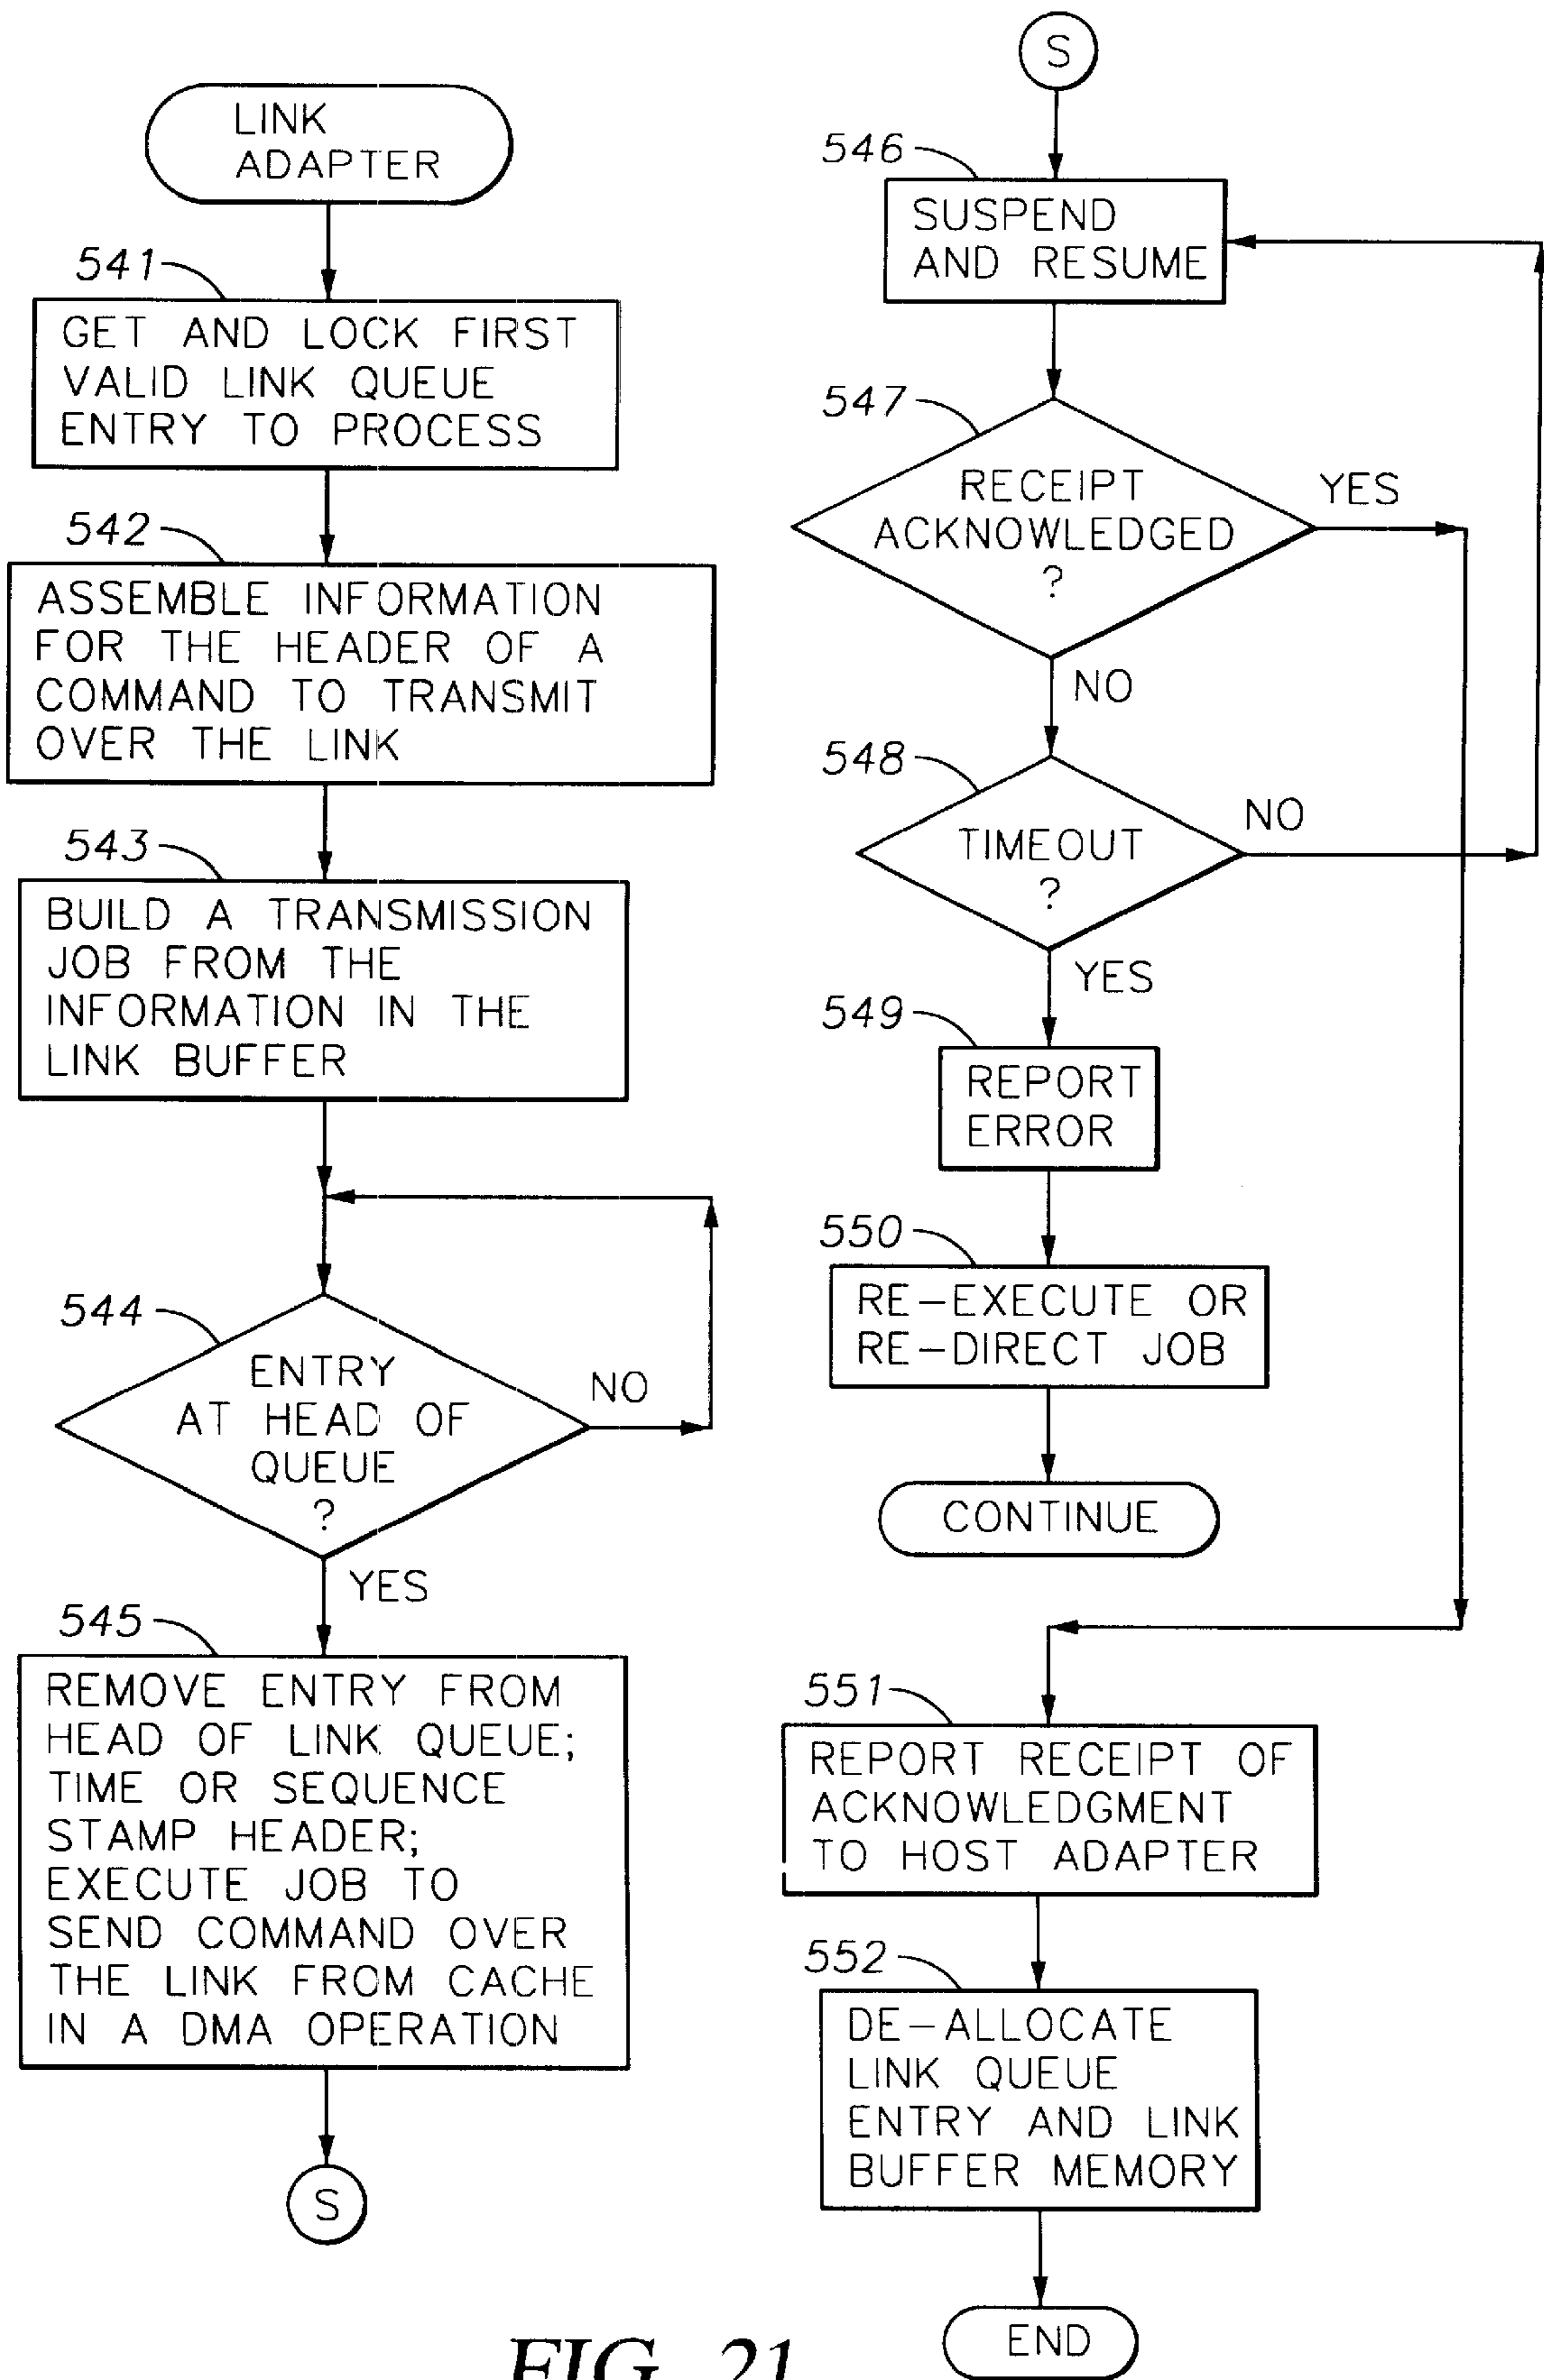 LINK
ADAPTER
541
GET AND LOCK FIRST
VALID LINK QUEUE
ENTRY TO PROCESS
542
ASSEMBLE INFORMATION
FOR THE HEADER OF A
COMMAND TO TRANSMIT
OVER THE LINK
543
BUILD A TRANSMISSION
JOB FROM THE
INFORMATION IN THE
LINK BUFFER
544
ENTRY
AT HEAD OF
QUEUE
?
NO
YES
545
REMOVE ENTRY FROM
HEAD OF LINK QUEUE;
TIME OR SEQUENCE
STAMP HEADER;
EXECUTE JOB TO
SEND COMMAND OVER
THE LINK FROM CACHE
IN A DMA OPERATION
S
S
546
SUSPEND
AND RESUME
547
RECEIPT
ACKNOWLEDGED
?
YES
NO
548
TIMEOUT
?
NO
YES
549
REPORT
ERROR
550
RE-EXECUTE OR
RE-DIRECT JOB
CONTINUE
551
REPORT RECEIPT OF
ACKNOWLEDGMENT
TO HOST ADAPTER
552
DE-ALLOCATE
LINK QUEUE
ENTRY AND LINK
BUFFER MEMORY
END
FIG. 21